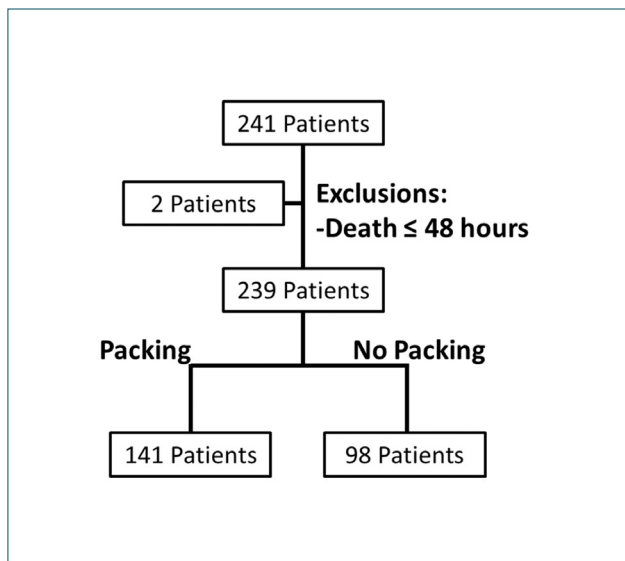 241 Patients
2 Patients
Exclusions:
-Death ≤ 48 hours
239 Patients
Packing
No Packing
141 Patients
98 Patients